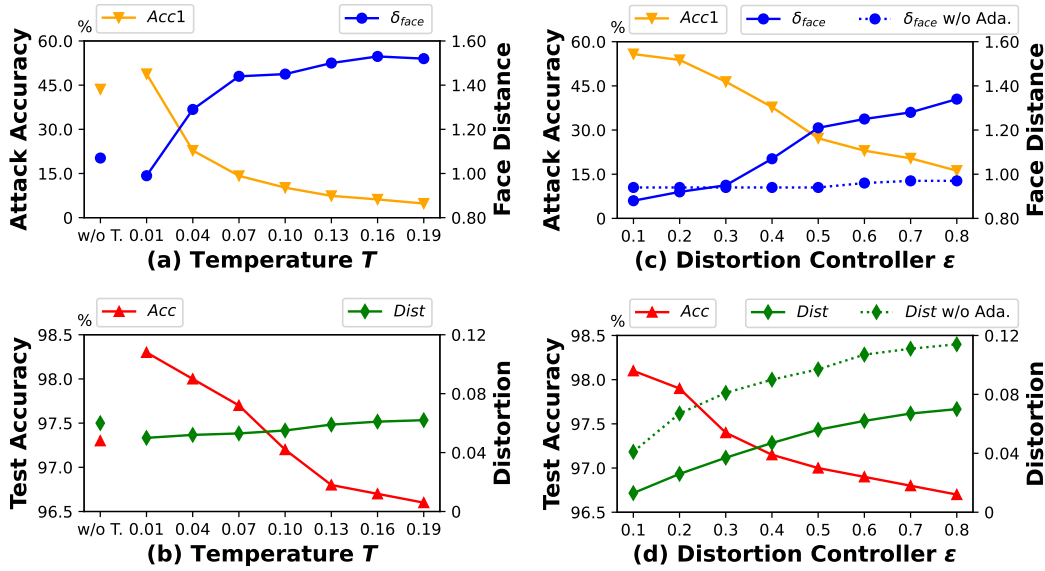 % Acc1 δface
60.0 45.0 30.0 15.0 0
Attack Accuracy
1.60 1.40 1.20 1.00 0.80
Face Distance
w/o T. 0.01 0.04 0.07 0.10 0.13 0.16 0.19
(a) Temperature T
% Acc1 δface δface w/o Ada.
60.0 45.0 30.0 15.0 0
Attack Accuracy
1.60 1.40 1.20 1.00 0.80
Face Distance
0.1 0.2 0.3 0.4 0.5 0.6 0.7 0.8
(c) Distortion Controller ε
% Acc Dist
98.5 98.0 97.5 97.0 96.5
Test Accuracy
0.12 0.08 0.04 0
Distortion
w/o T. 0.01 0.04 0.07 0.10 0.13 0.16 0.19
(b) Temperature T
% Acc Dist Dist w/o Ada.
98.5 98.0 97.5 97.0 96.5
Test Accuracy
0.12 0.08 0.04 0
Distortion
0.1 0.2 0.3 0.4 0.5 0.6 0.7 0.8
(d) Distortion Controller ε